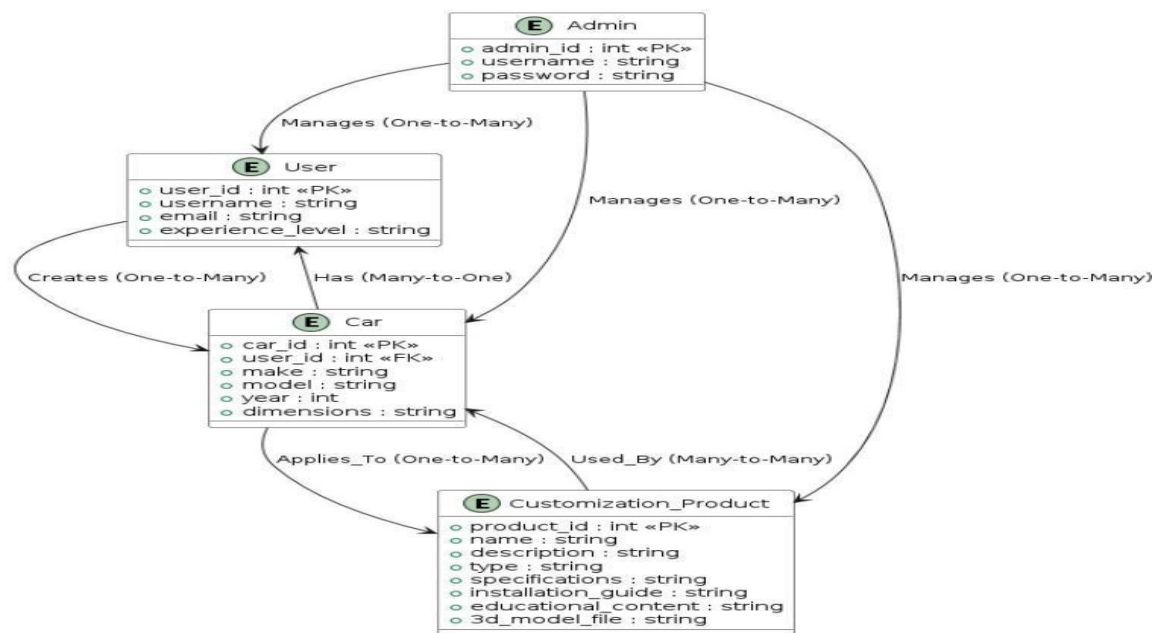 E Admin
admin_id : int «PK»
username : string
password : string
Manages (One-to-Many)
E User
user_id : int «PK»
username : string
email : string
experience_level : string
Manages (One-to-Many)
Manages (One-to-Many)
Creates (One-to-Many)
Has (Many-to-One)
E Car
car_id : int «PK»
user_id : int «FK»
make : string
model : string
year : int
dimensions : string
Applies_To (One-to-Many)
Used_By (Many-to-Many)
E Customization_Product
product_id : int «PK»
name : string
description : string
type : string
specifications : string
installation_guide : string
educational_content : string
3d_model_file : string